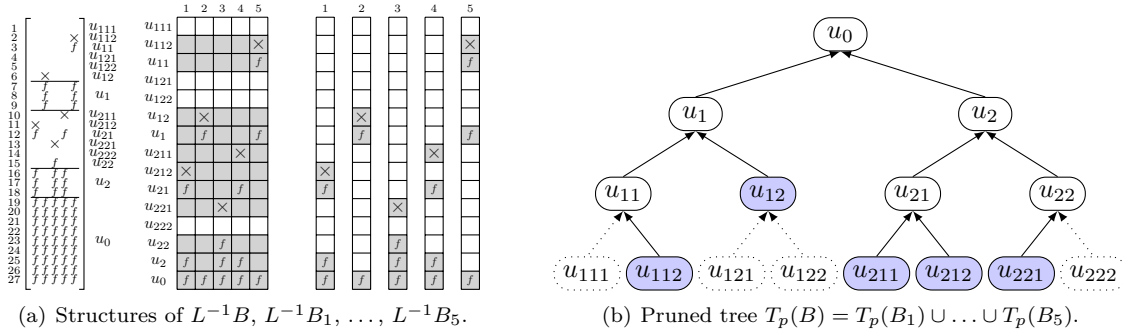 1 u₁₁₁
2 × u₁₁₂
3 f u₁₁
4 u₁₂₁
5 u₁₂₂
6 × u₁₂
7 f f
8 f f u₁
9 f f
10 × u₂₁₁
11 × u₂₁₂
12 f f u₂₁
13 × u₂₂₁
14 u₂₂₂
15 f u₂₂
16 f f f
17 f f f u₂
18 f f f
19 f f f f f
20 f f f f f
21 f f f f f
22 f f f f f
23 f f f f f u₀
24 f f f f f
25 f f f f f
26 f f f f f
27 f f f f f
1 2 3 4 5 1 2 3 4 5
u₁₁₁
u₁₁₂ × ×
u₁₁ f f
u₁₂₁
u₁₂₂
u₁₂ × ×
u₁ f f f f
u₂₁₁ × ×
u₂₁₂ × ×
u₂₁ f f f f
u₂₂₁ × ×
u₂₂₂
u₂₂ f f
u₂ f f f f f f
u₀ f f f f f f f f f f
(a) Structures of L⁻¹B, L⁻¹B₁, ..., L⁻¹B₅.
u₀
u₁ u₂
u₁₁ u₁₂ u₂₁ u₂₂
u₁₁₁ u₁₁₂ u₁₂₁ u₁₂₂ u₂₁₁ u₂₁₂ u₂₂₁ u₂₂₂
(b) Pruned tree Tₚ(B) = Tₚ(B₁) ∪ ... ∪ Tₚ(B₅).